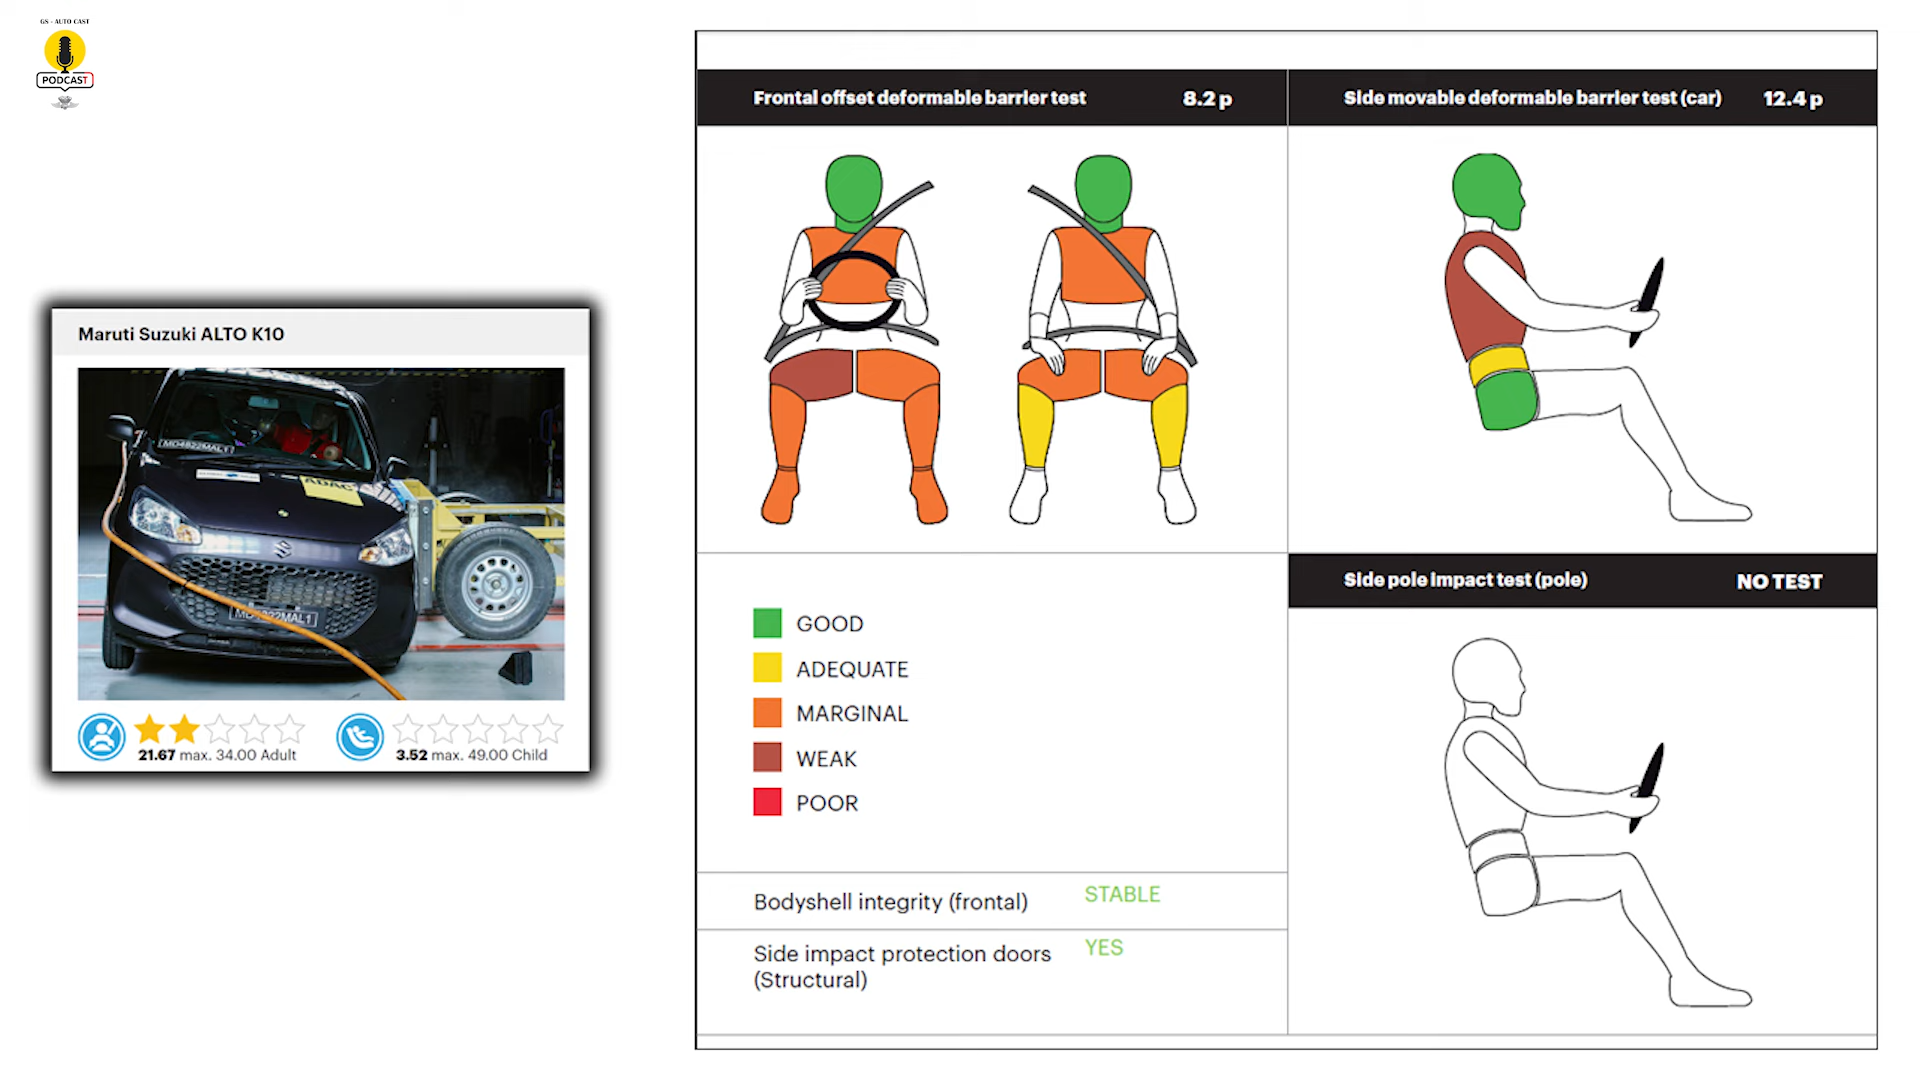 GS - AUTO CAST
PODCAST
Maruti Suzuki ALTO K10
MD4822MAL1
ADAC
21.67 max. 34.00 Adult
3.52 max. 49.00 Child
Frontal offset deformable barrier test 8.2 p
Side movable deformable barrier test (car) 12.4 p
GOOD
ADEQUATE
MARGINAL
WEAK
POOR
Bodyshell integrity (frontal) STABLE
Side impact protection doors YES
(Structural)
Side pole impact test (pole) NO TEST